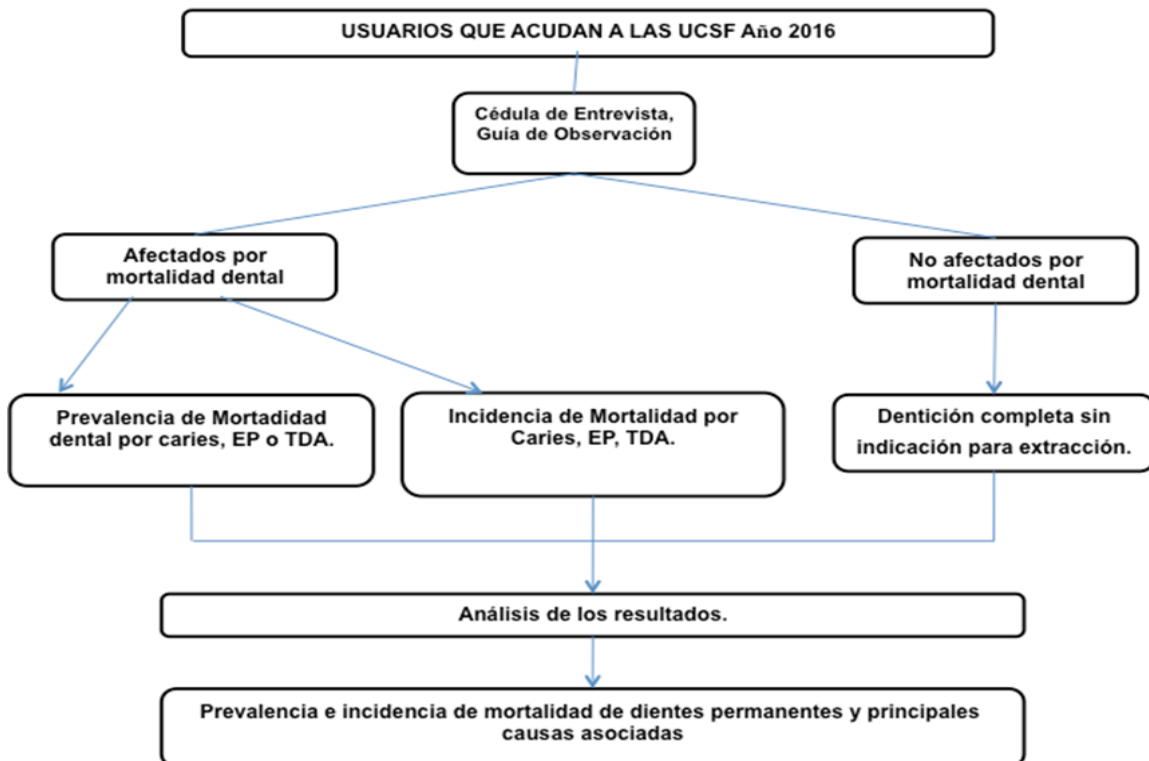 USUARIOS QUE ACUDAN A LAS UCSF Año 2016
Cédula de Entrevista,
Guía de Observación
Afectados por
mortalidad dental
No afectados por
mortalidad dental
Prevalencia de Mortadidad
dental por caries, EP o TDA.
Incidencia de Mortalidad por
Caries, EP, TDA.
Dentición completa sin
indicación para extracción.
Análisis de los resultados.
Prevalencia e incidencia de mortalidad de dientes permanentes y principales
causas asociadas